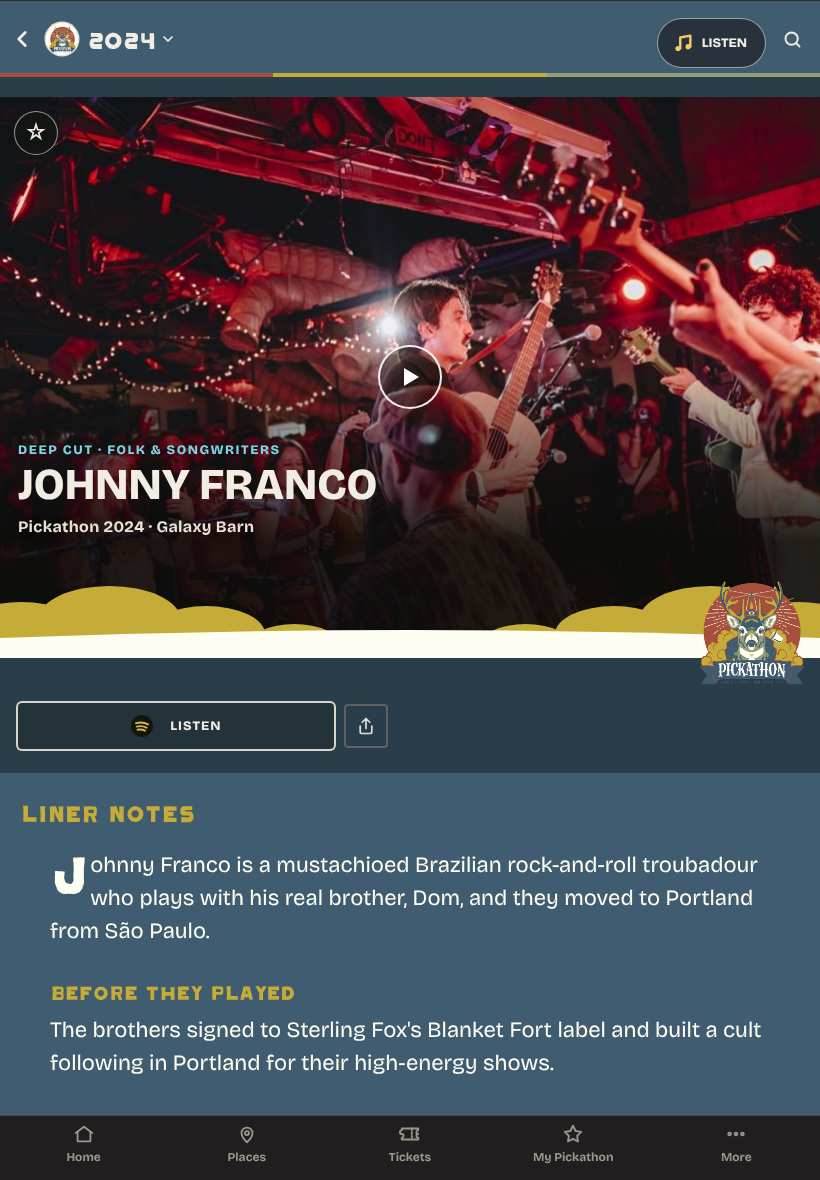 2024
LISTEN
DON'T
DEEP CUT · FOLK & SONGWRITERS
JOHNNY FRANCO
Pickathon 2024 · Galaxy Barn
PICKATHON
LISTEN
LINER NOTES
Johnny Franco is a mustachioed Brazilian rock-and-roll troubadour
who plays with his real brother, Dom, and they moved to Portland
from São Paulo.
BEFORE THEY PLAYED
The brothers signed to Sterling Fox's Blanket Fort label and built a cult
following in Portland for their high-energy shows.
Home
Places
Tickets
My Pickathon
More